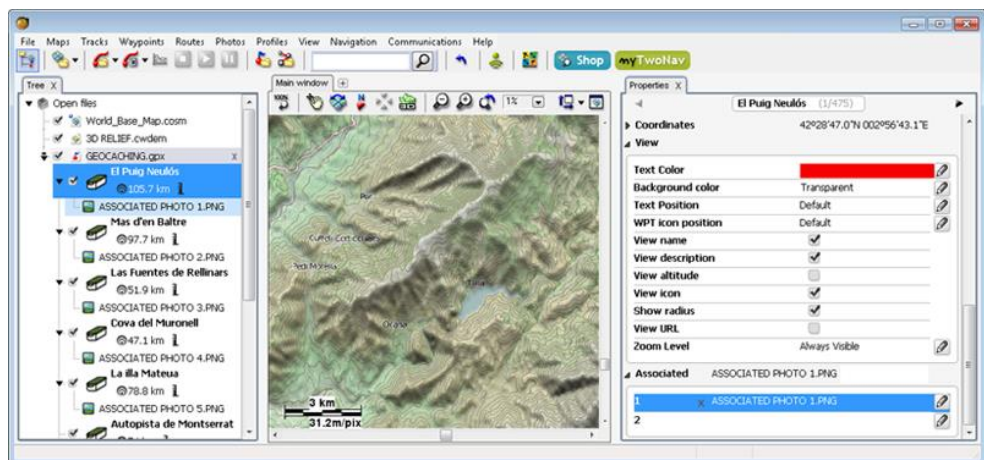 File Maps Tracks Waypoints Routes Photos Profiles View Navigation Communications Help
Shop
myTwoNav
Tree X
Open files
World_Base_Map.cosm
3D RELIEF.cwdem
GEOCACHING.gpx x
El Puig Neulós
105.7 km
ASSOCIATED PHOTO 1.PNG
Mas d'en Baltre
97.7 km
ASSOCIATED PHOTO 2.PNG
Las Fuentes de Rellinars
51.9 km
ASSOCIATED PHOTO 3.PNG
Cova del Muronell
47.1 km
ASSOCIATED PHOTO 4.PNG
La illa Mateua
78.8 km
ASSOCIATED PHOTO 5.PNG
Autopista de Montserrat
Main window
100%
1%
Orana
3 km
31.2m/pix
Properties X
El Puig Neulós (1/475)
Coordinates 42º28'47.0"N 002º56'43.1"E
View
Text Color
Background color Transparent
Text Position Default
WPT icon position Default
View name
View description
View altitude
View icon
Show radius
View URL
Zoom Level Always Visible
Associated ASSOCIATED PHOTO 1.PNG
1 x ASSOCIATED PHOTO 1.PNG
2